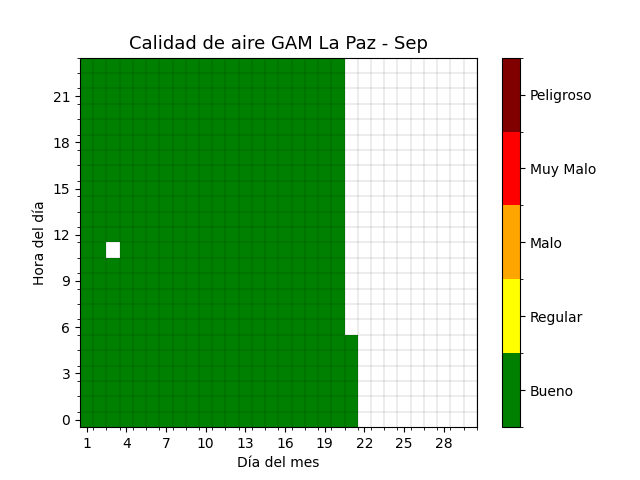 Calidad de aire GAM La Paz - Sep
Hora del día
21
18
15
12
9
6
3
0
1 4 7 10 13 16 19 22 25 28
Día del mes
Peligroso
Muy Malo
Malo
Regular
Bueno